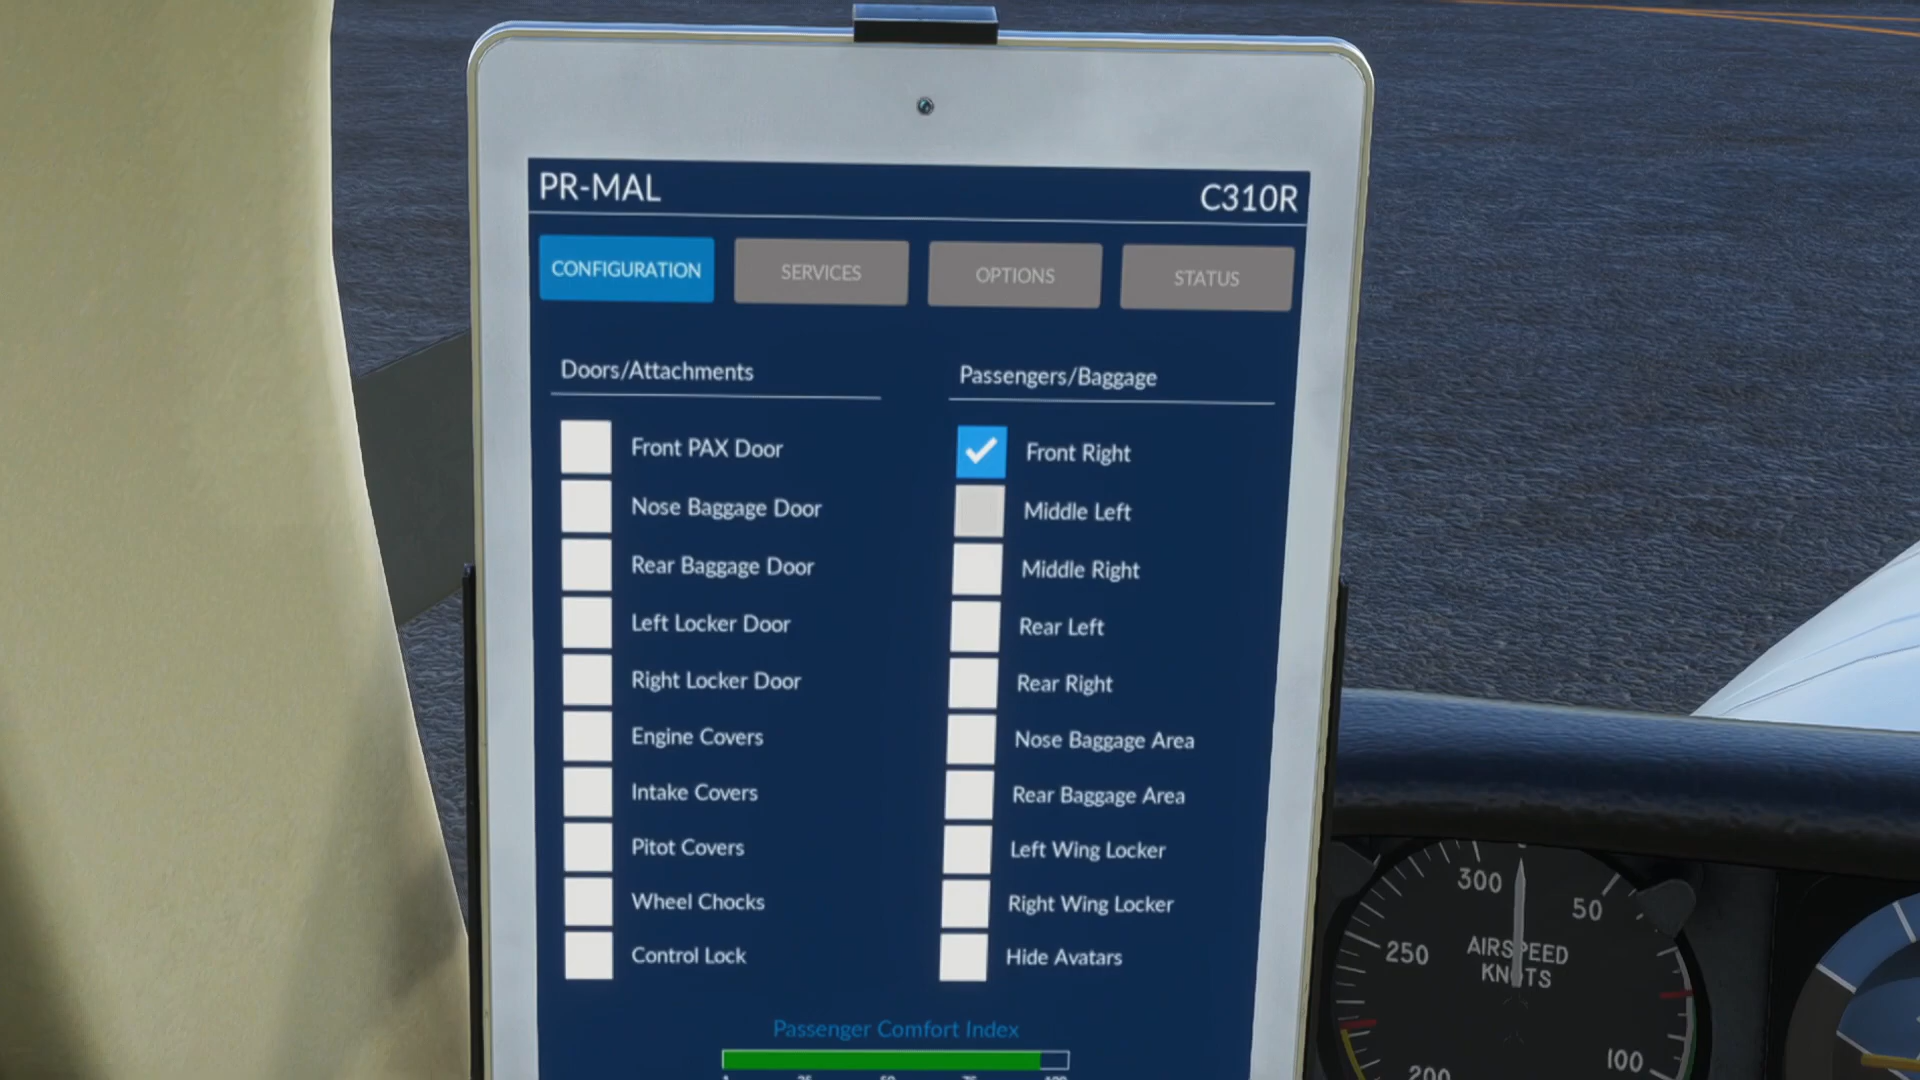 PR-MAL
C310R
CONFIGURATION
SERVICES
OPTIONS
STATUS
Doors/Attachments
Front PAX Door
Nose Baggage Door
Rear Baggage Door
Left Locker Door
Right Locker Door
Engine Covers
Intake Covers
Pitot Covers
Wheel Chocks
Control Lock
Passengers/Baggage
Front Right
Middle Left
Middle Right
Rear Left
Rear Right
Nose Baggage Area
Rear Baggage Area
Left Wing Locker
Right Wing Locker
Hide Avatars
Passenger Comfort Index
300
50
250
AIRSPEED
KNOTS
100
200